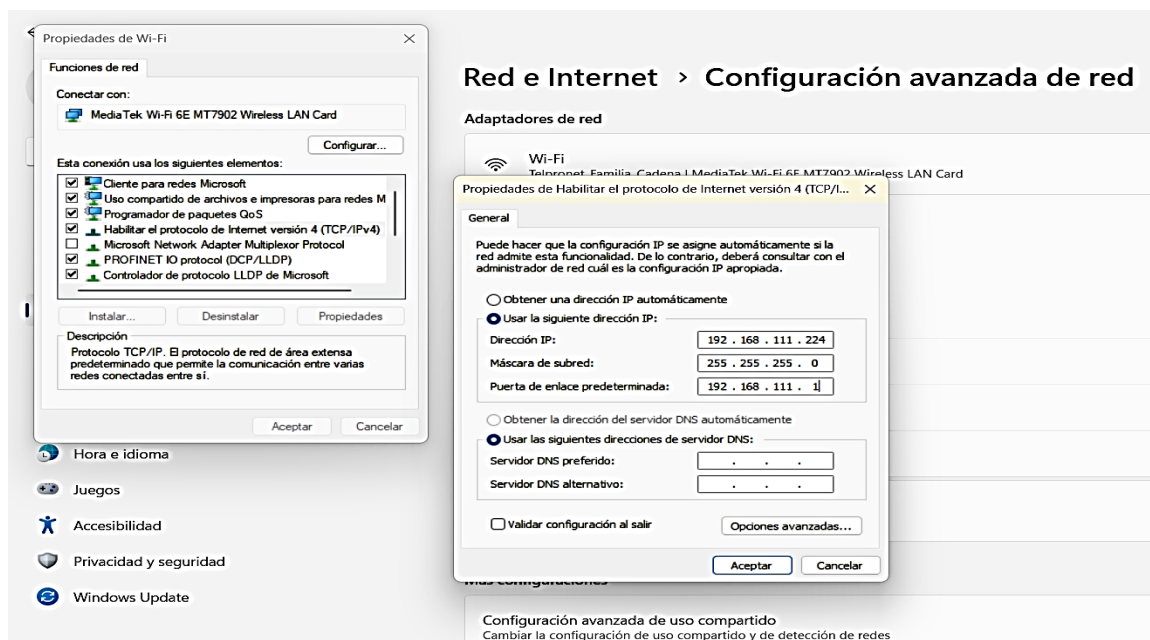 Propiedades de Wi-Fi
Funciones de red
Conectar con:
MediaTek Wi-Fi 6E MT7902 Wireless LAN Card
Configurar...
Esta conexión usa los siguientes elementos:
Cliente para redes Microsoft
Uso compartido de archivos e impresoras para redes M
Programador de paquetes QoS
Habilitar el protocolo de Internet versión 4 (TCP/IPv4)
Microsoft Network Adapter Multiplexor Protocol
PROFINET IO protocol (DCP/LLDP)
Controlador de protocolo LLDP de Microsoft
Instalar...
Desinstalar
Propiedades
Descripción
Protocolo TCP/IP. El protocolo de red de área extensa
predeterminado que permite la comunicación entre varias
redes conectadas entre sí.
Aceptar
Cancelar
Hora e idioma
Juegos
Accesibilidad
Privacidad y seguridad
Windows Update
Red e Internet > Configuración avanzada de red
Adaptadores de red
Wi-Fi
Telpronet_Familia_Cadena | MediaTek Wi-Fi 6E MT7902 Wireless LAN Card
Propiedades de Habilitar el protocolo de Internet versión 4 (TCP/I...
General
Puede hacer que la configuración IP se asigne automáticamente si la
red admite esta funcionalidad. De lo contrario, deberá consultar con el
administrador de red cuál es la configuración IP apropiada.
Obtener una dirección IP automáticamente
Usar la siguiente dirección IP:
Dirección IP: 192 . 168 . 111 . 224
Máscara de subred: 255 . 255 . 255 . 0
Puerta de enlace predeterminada: 192 . 168 . 111 . 1
Obtener la dirección del servidor DNS automáticamente
Usar las siguientes direcciones de servidor DNS:
Servidor DNS preferido: . . .
Servidor DNS alternativo: . . .
Validar configuración al salir
Opciones avanzadas...
Aceptar
Cancelar
Más configuraciones
Configuración avanzada de uso compartido
Cambiar la configuración de uso compartido y de detección de redes